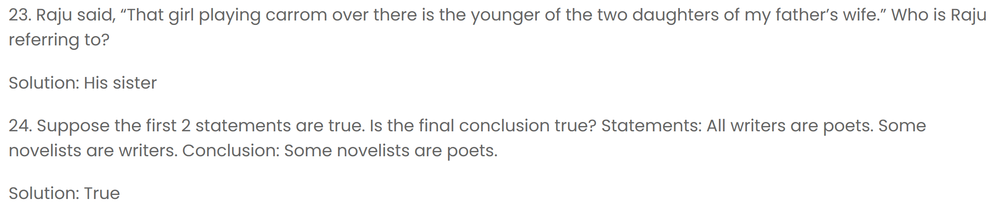 23. Raju said, “That girl playing carrom over there is the younger of the two daughters of my father’s wife.” Who is Raju
referring to?
Solution: His sister
24. Suppose the first 2 statements are true. Is the final conclusion true? Statements: All writers are poets. Some
novelists are writers. Conclusion: Some novelists are poets.
Solution: True